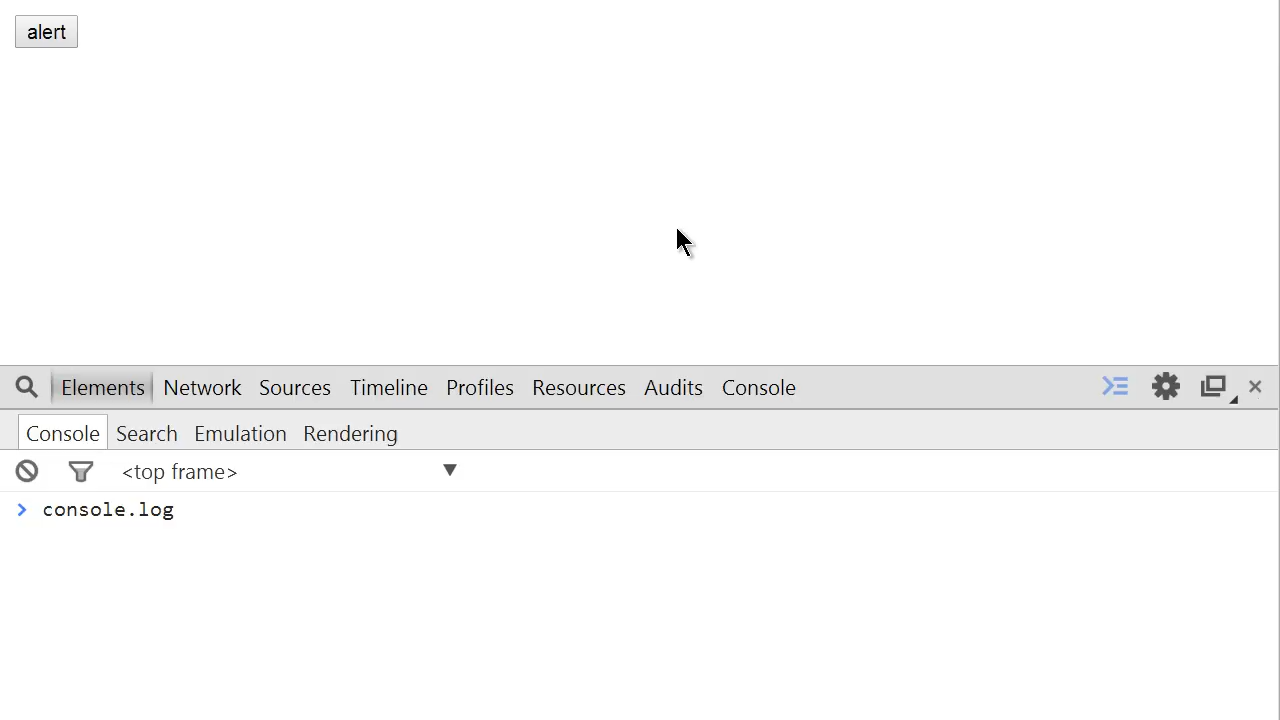 alert
Elements Network Sources Timeline Profiles Resources Audits Console
Console Search Emulation Rendering
<top frame>
console.log